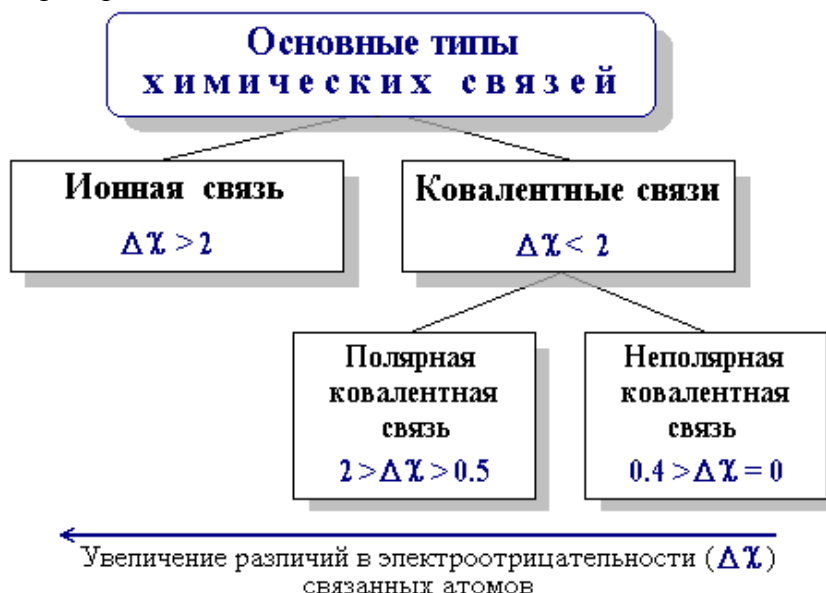 Основные типы
химических связей
Ионная связь
Δχ > 2
Ковалентные связи
Δχ < 2
Полярная
ковалентная
связь
2 > Δχ > 0.5
Неполярная
ковалентная
связь
0.4 > Δχ = 0
Увеличение различий в электроотрицательности (Δχ)
связанных атомов